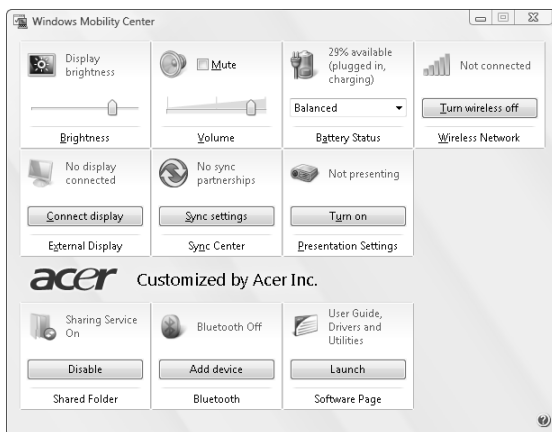 Windows Mobility Center
Display
brightness
Brightness
Mute
Volume
29% available
(plugged in,
charging)
Balanced
Battery Status
Not connected
Turn wireless off
Wireless Network
No display
connected
Connect display
External Display
No sync
partnerships
Sync settings
Sync Center
Not presenting
Turn on
Presentation Settings
acer Customized by Acer Inc.
Sharing Service
On
Disable
Shared Folder
Bluetooth Off
Add device
Bluetooth
User Guide,
Drivers and
Utilities
Launch
Software Page